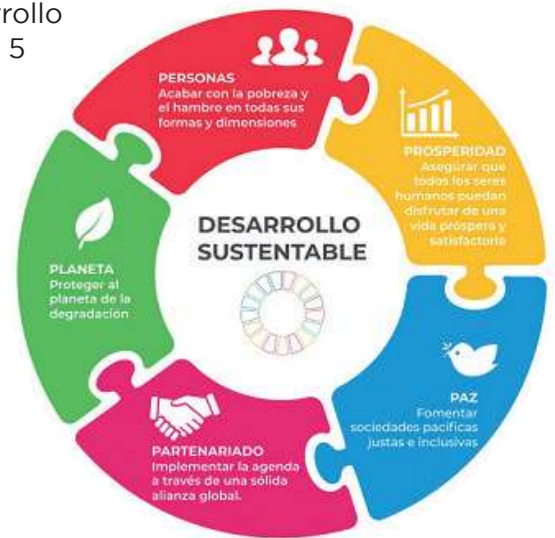 rrollo
5
PERSONAS
Acabar con la pobreza y
el hambre en todas sus
formas y dimensiones
PROSPERIDAD
Asegurar que
todos los seres
humanos puedan
disfrutar de una
vida próspera y
satisfactoria
DESARROLLO
SUSTENTABLE
PLANETA
Proteger al
planeta de la
degradación
PAZ
Fomentar
sociedades pacíficas
justas e inclusivas
PARTENARIADO
Implementar la agenda
a través de una sólida
alianza global.